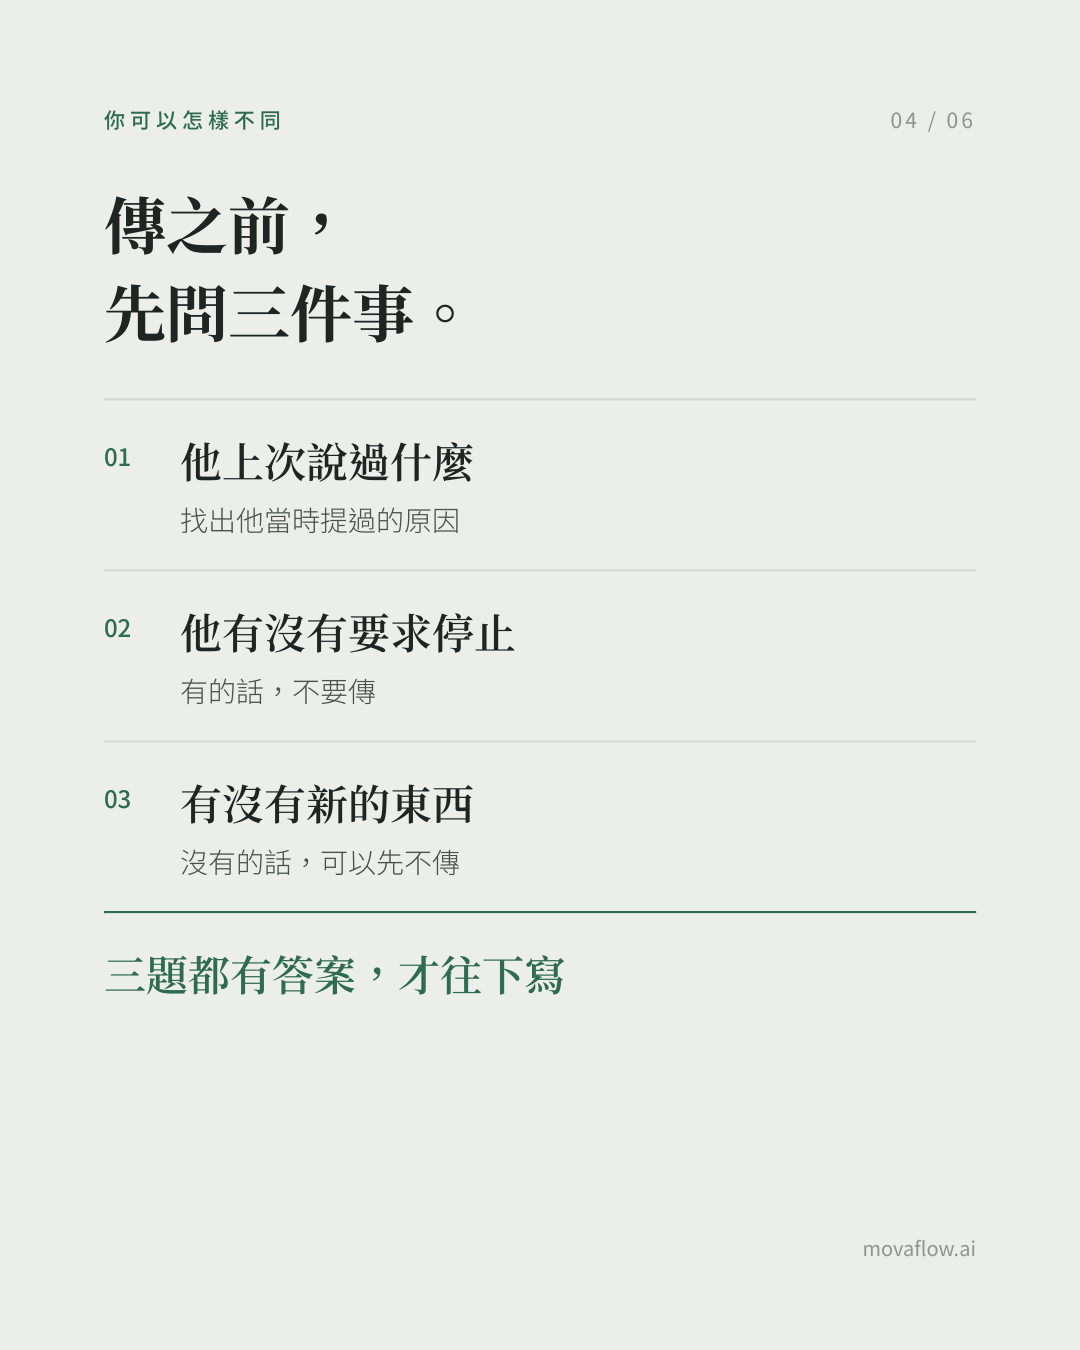 你可以怎樣不同
04 / 06
傳之前，
先問三件事。
01
他上次說過什麼
找出他當時提過的原因
02
他有沒有要求停止
有的話，不要傳
03
有沒有新的東西
沒有的話，可以先不傳
三題都有答案，才往下寫
movaflow.ai